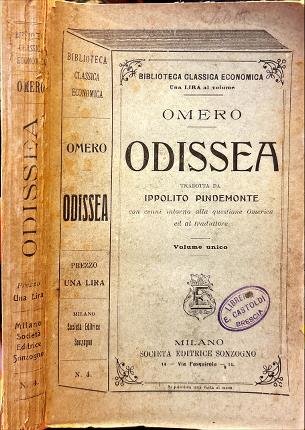 BIBLIOTECA
CLASSICA
ECONOMICA
OMERO
ODISSEA
Prezzo
Una Lira
Milano
Società
Editrice
Sonzogno
N. 4.
BIBLIOTECA
CLASSICA
ECONOMICA
OMERO
ODISSEA
PREZZO
UNA LIRA
MILANO
Società Editrice
Sonzogno
N. 4.
BIBLIOTECA CLASSICA ECONOMICA
Una LIRA al volume
OMERO
ODISSEA
TRADOTTA DA
IPPOLITO PINDEMONTE
con cenni intorno alla questione Omerica
ed al traduttore
Volume unico
E
LIBRERIA
E. CASTOLDI
BRESCIA
MILANO
SOCIETÀ EDITRICE SONZOGNO
14 — Via Pasquirolo — 14.